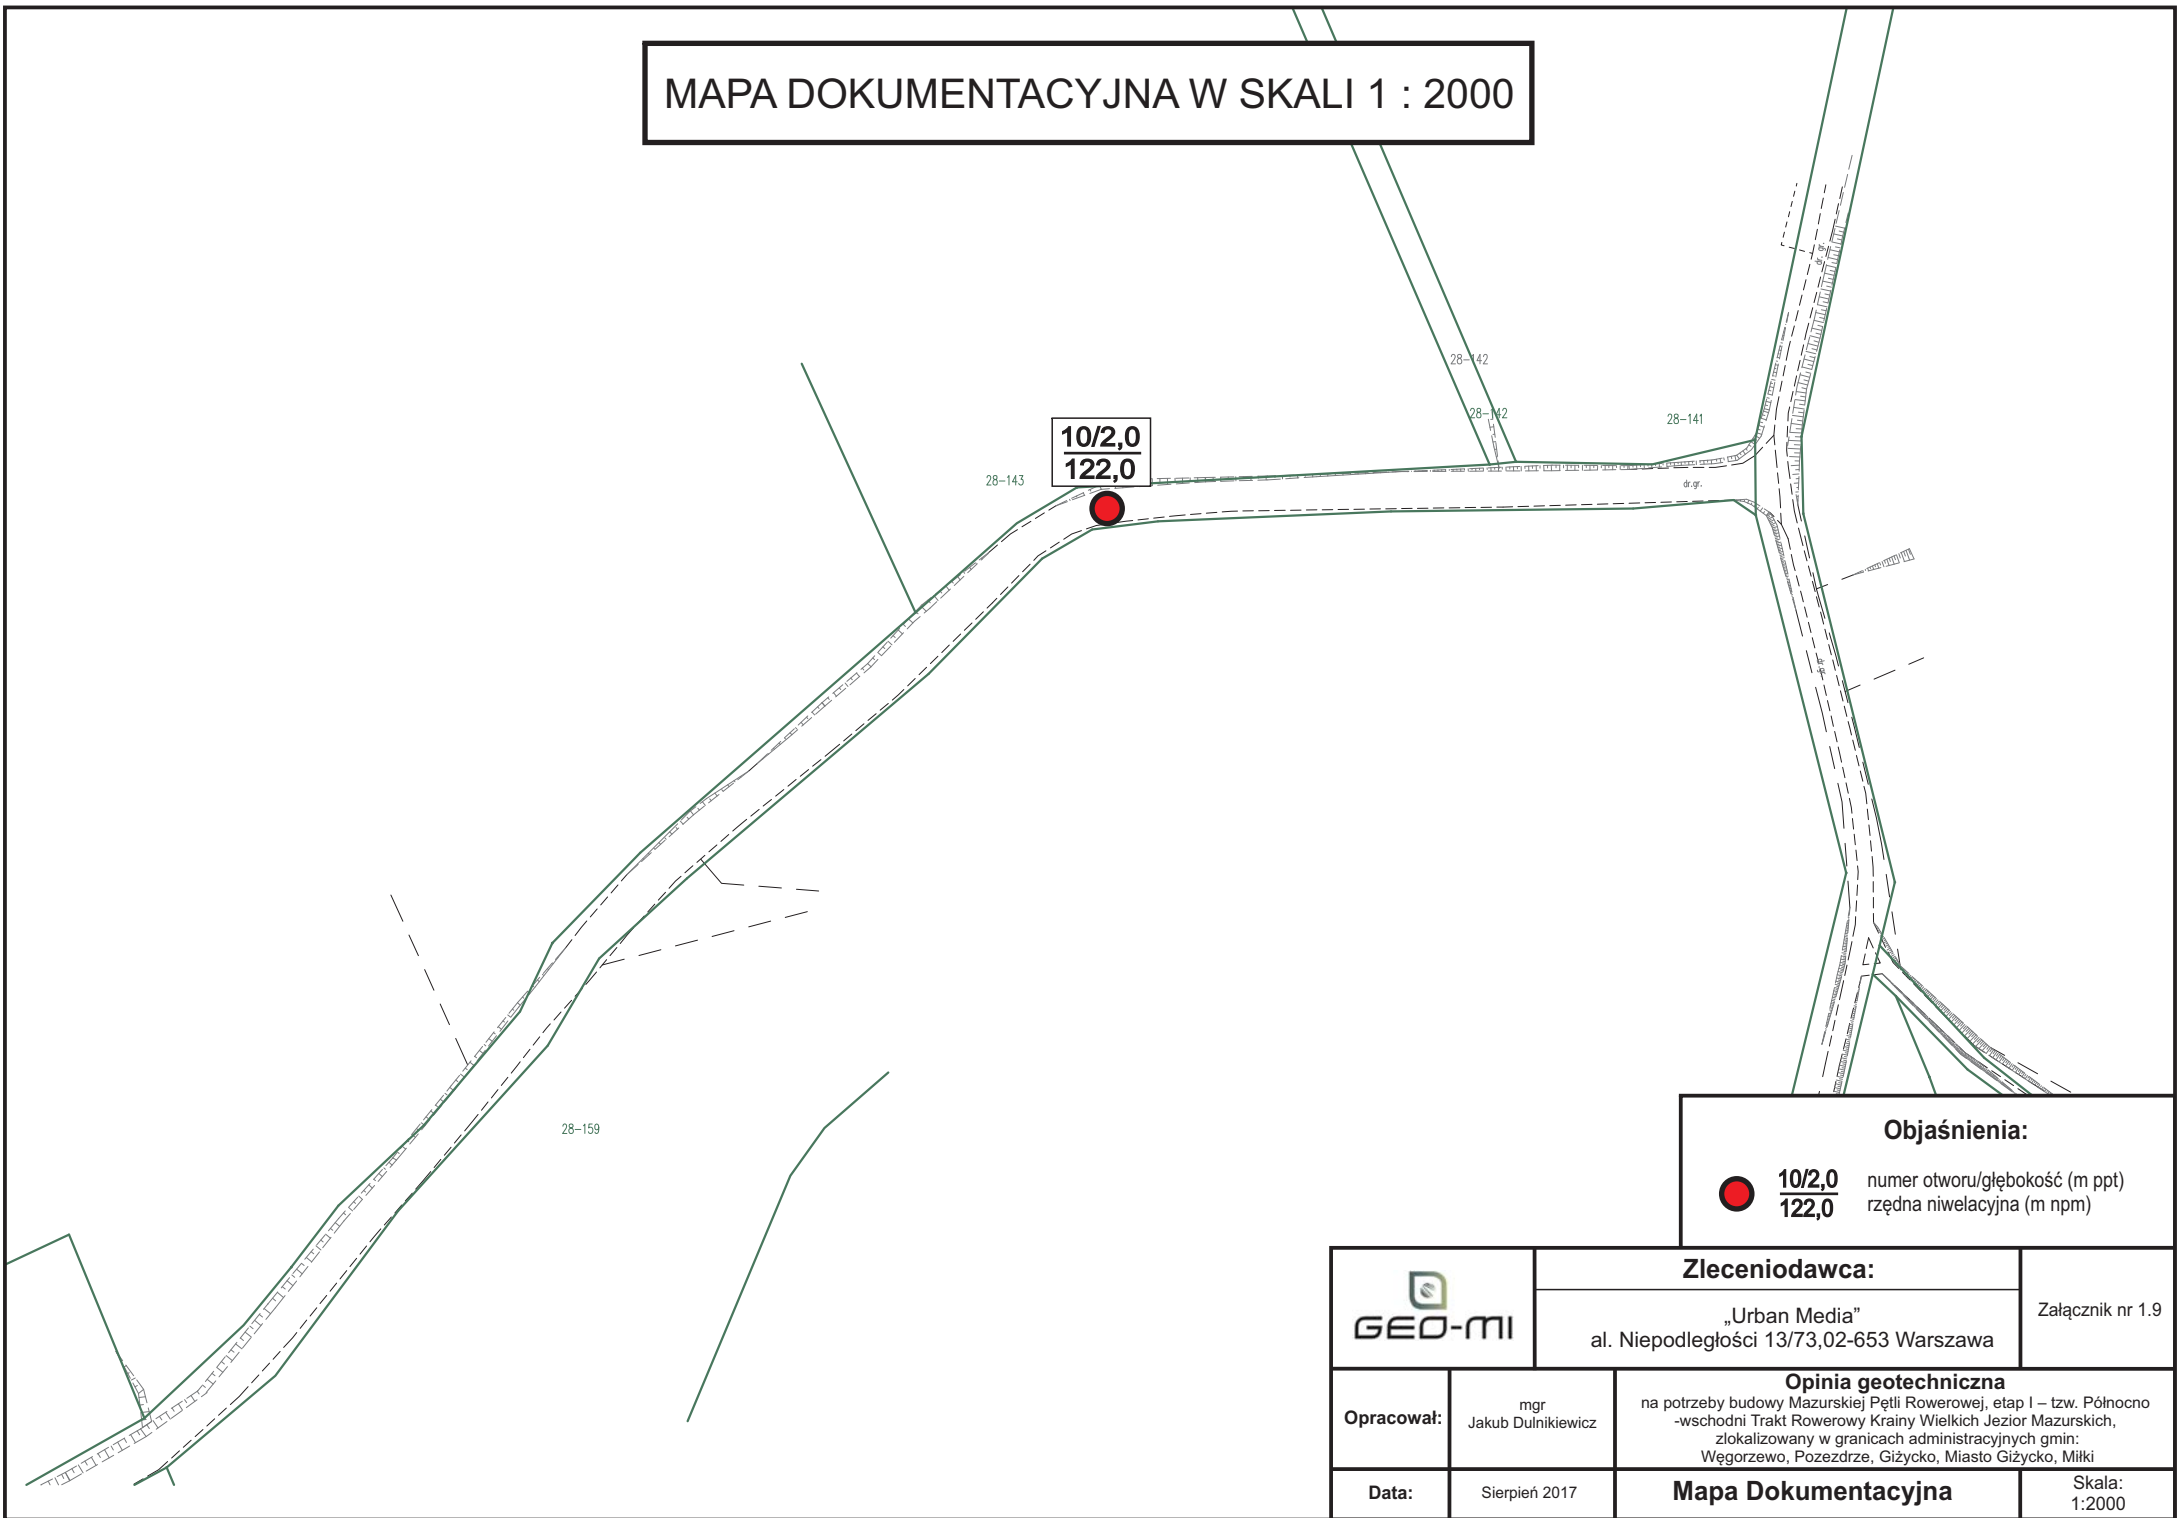 MAPA DOKUMENTACYJNA W SKALI 1 : 2000
dr.gr.
28-142
28-142
28-141
10/2,0
122,0
28-143
dr.gr.
dr.gr.
28-159
Objaśnienia:
10/2,0
122,0
numer otworu/głębokość (m ppt)
rzędna niwelacyjna (m npm)
GEO-MI
Zleceniodawca:
„Urban Media”
al. Niepodległości 13/73,02-653 Warszawa
Załącznik nr 1.9
Opracował:
mgr
Jakub Dulnikiewicz
Opinia geotechniczna
na potrzeby budowy Mazurskiej Pętli Rowerowej, etap I – tzw. Północno
-wschodni Trakt Rowerowy Krainy Wielkich Jezior Mazurskich,
zlokalizowany w granicach administracyjnych gmin:
Węgorzewo, Pozezdrze, Giżycko, Miasto Giżycko, Miłki
Data:
Sierpień 2017
Mapa Dokumentacyjna
Skala:
1:2000